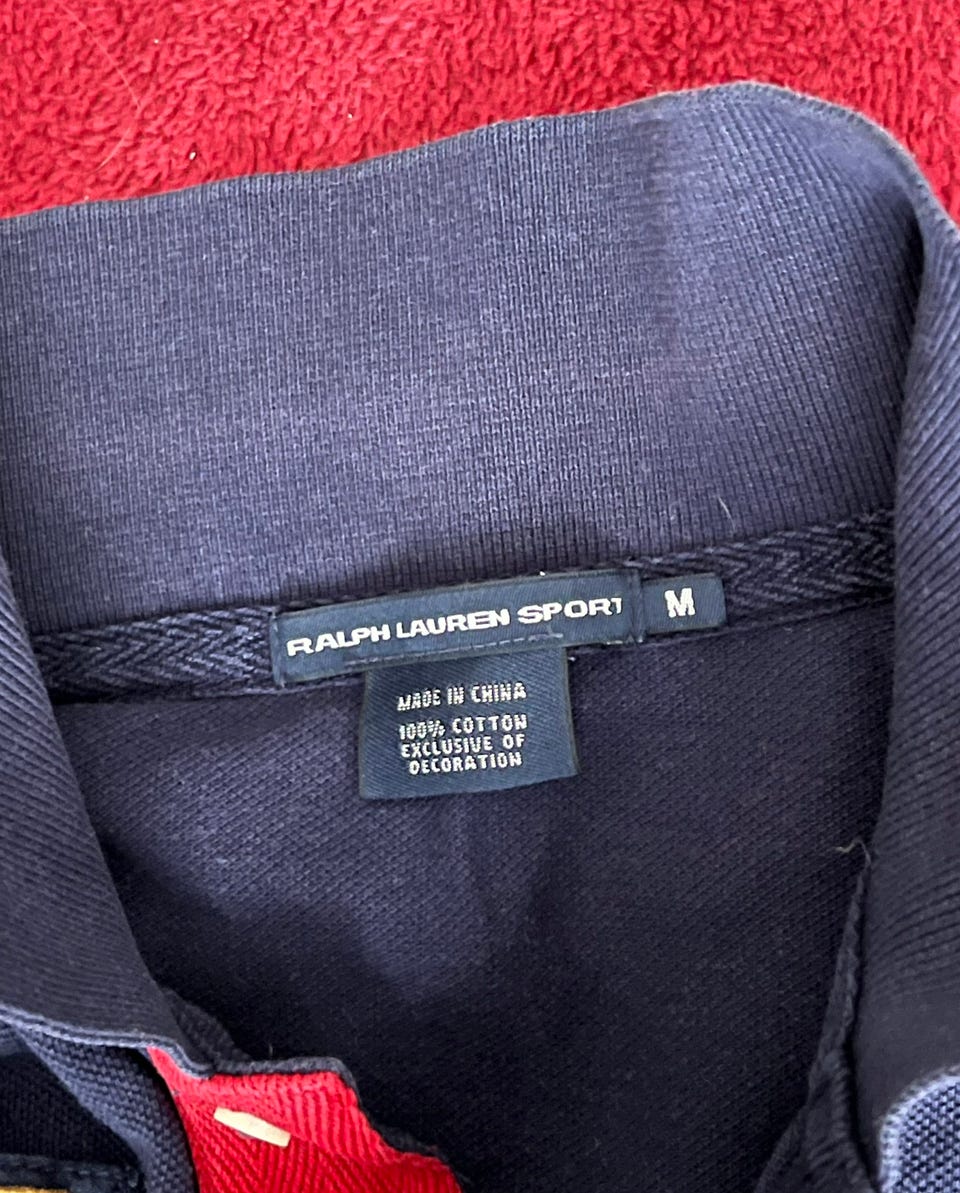 RALPH LAUREN SPORT
M
MADE IN CHINA
100% COTTON
EXCLUSIVE OF
DECORATION